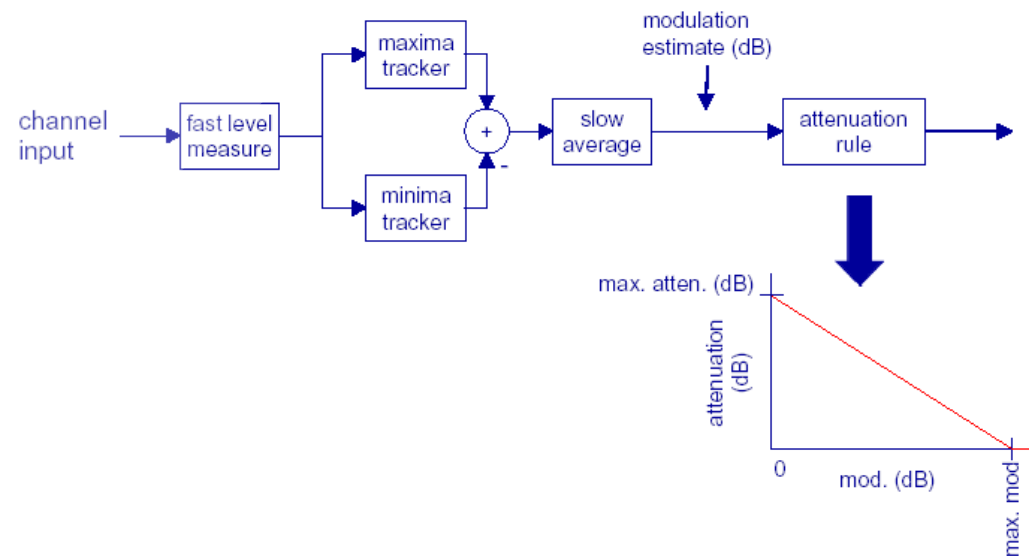 modulation
estimate (dB)
maxima
tracker
channel
input
fast level
measure
+
-
slow
average
attenuation
rule
minima
tracker
max. atten. (dB)
attenuation
(dB)
0
mod. (dB)
max. mod